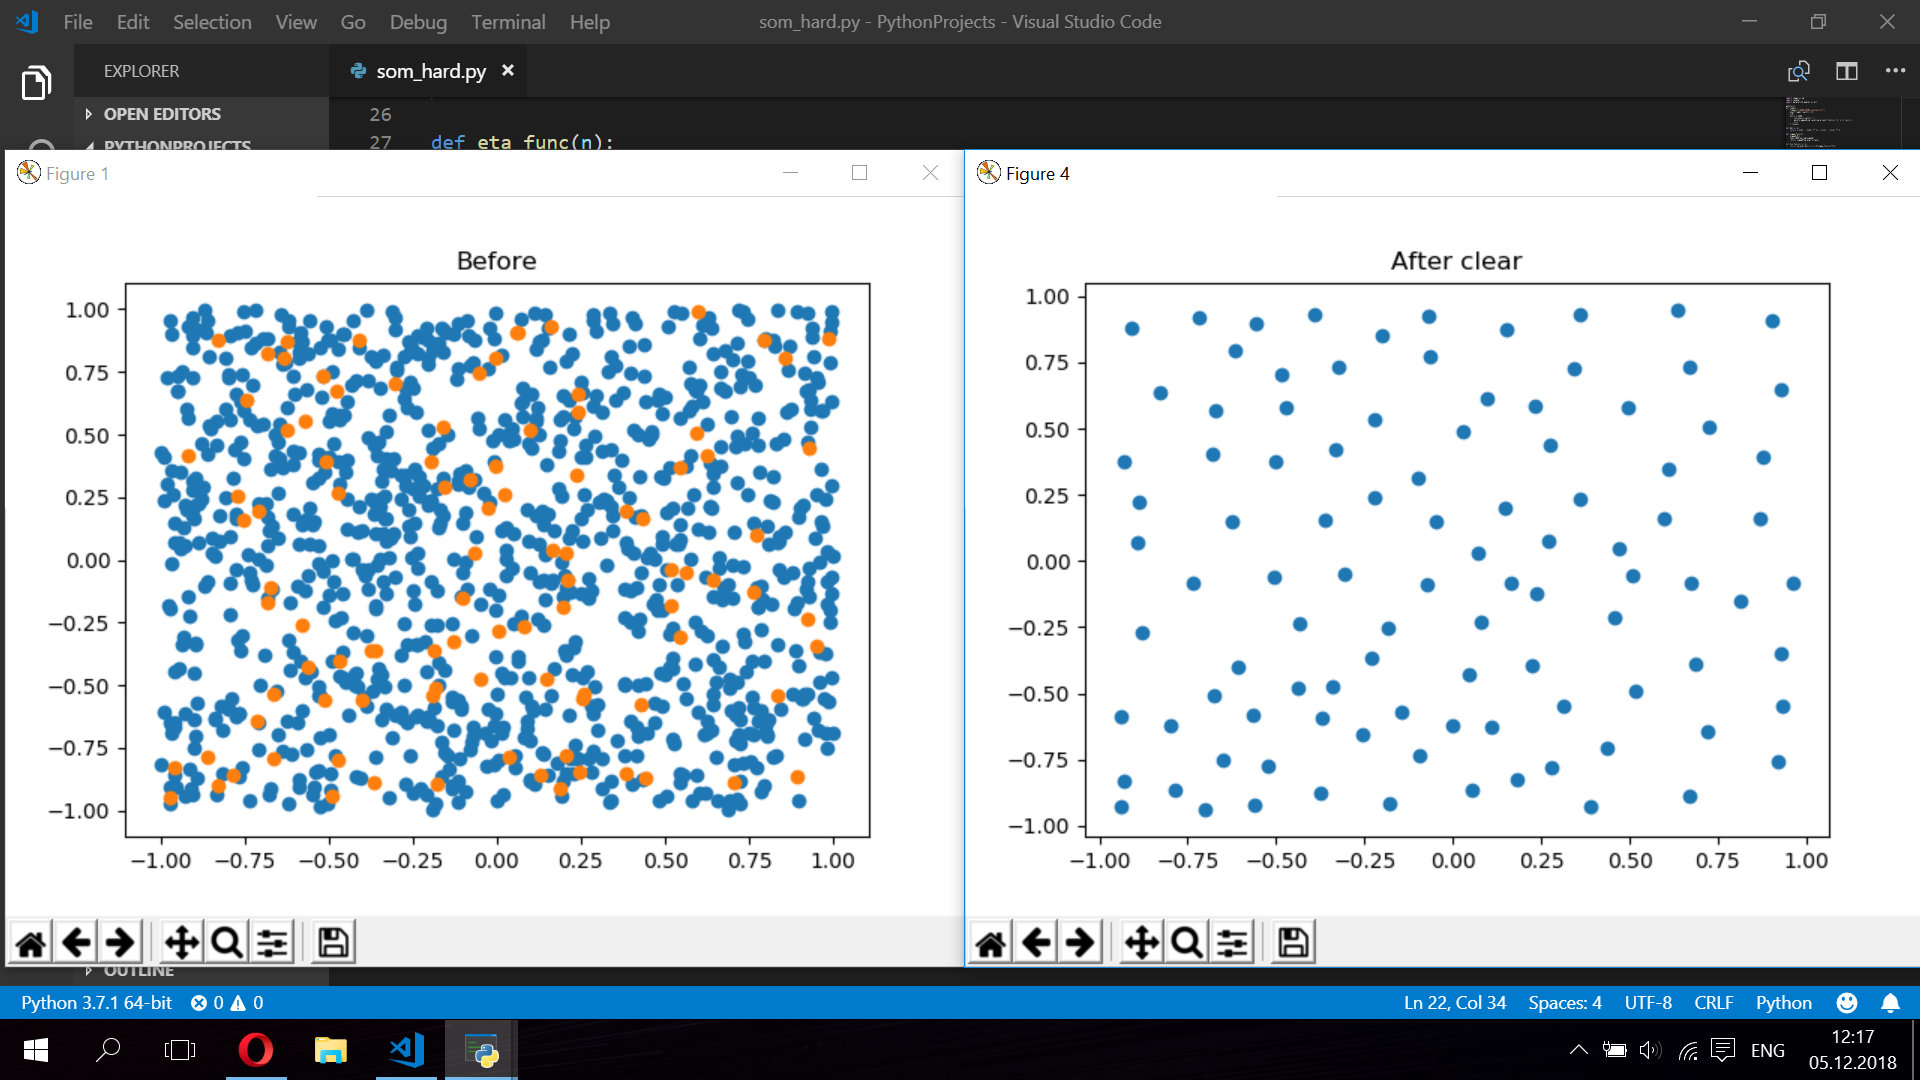 File Edit Selection View Go Debug Terminal Help
som_hard.py - PythonProjects - Visual Studio Code
EXPLORER
som_hard.py
OPEN EDITORS
26
PYTHONPROJECTS
27 def eta_func(n):
Figure 1
Before
1.00
0.75
0.50
0.25
0.00
−0.25
−0.50
−0.75
−1.00
−1.00 −0.75 −0.50 −0.25 0.00 0.25 0.50 0.75 1.00
Figure 4
After clear
1.00
0.75
0.50
0.25
0.00
−0.25
−0.50
−0.75
−1.00
−1.00 −0.75 −0.50 −0.25 0.00 0.25 0.50 0.75 1.00
OUTLINE
Python 3.7.1 64-bit 0 0
Ln 22, Col 34 Spaces: 4 UTF-8 CRLF Python
ENG
12:17
05.12.2018